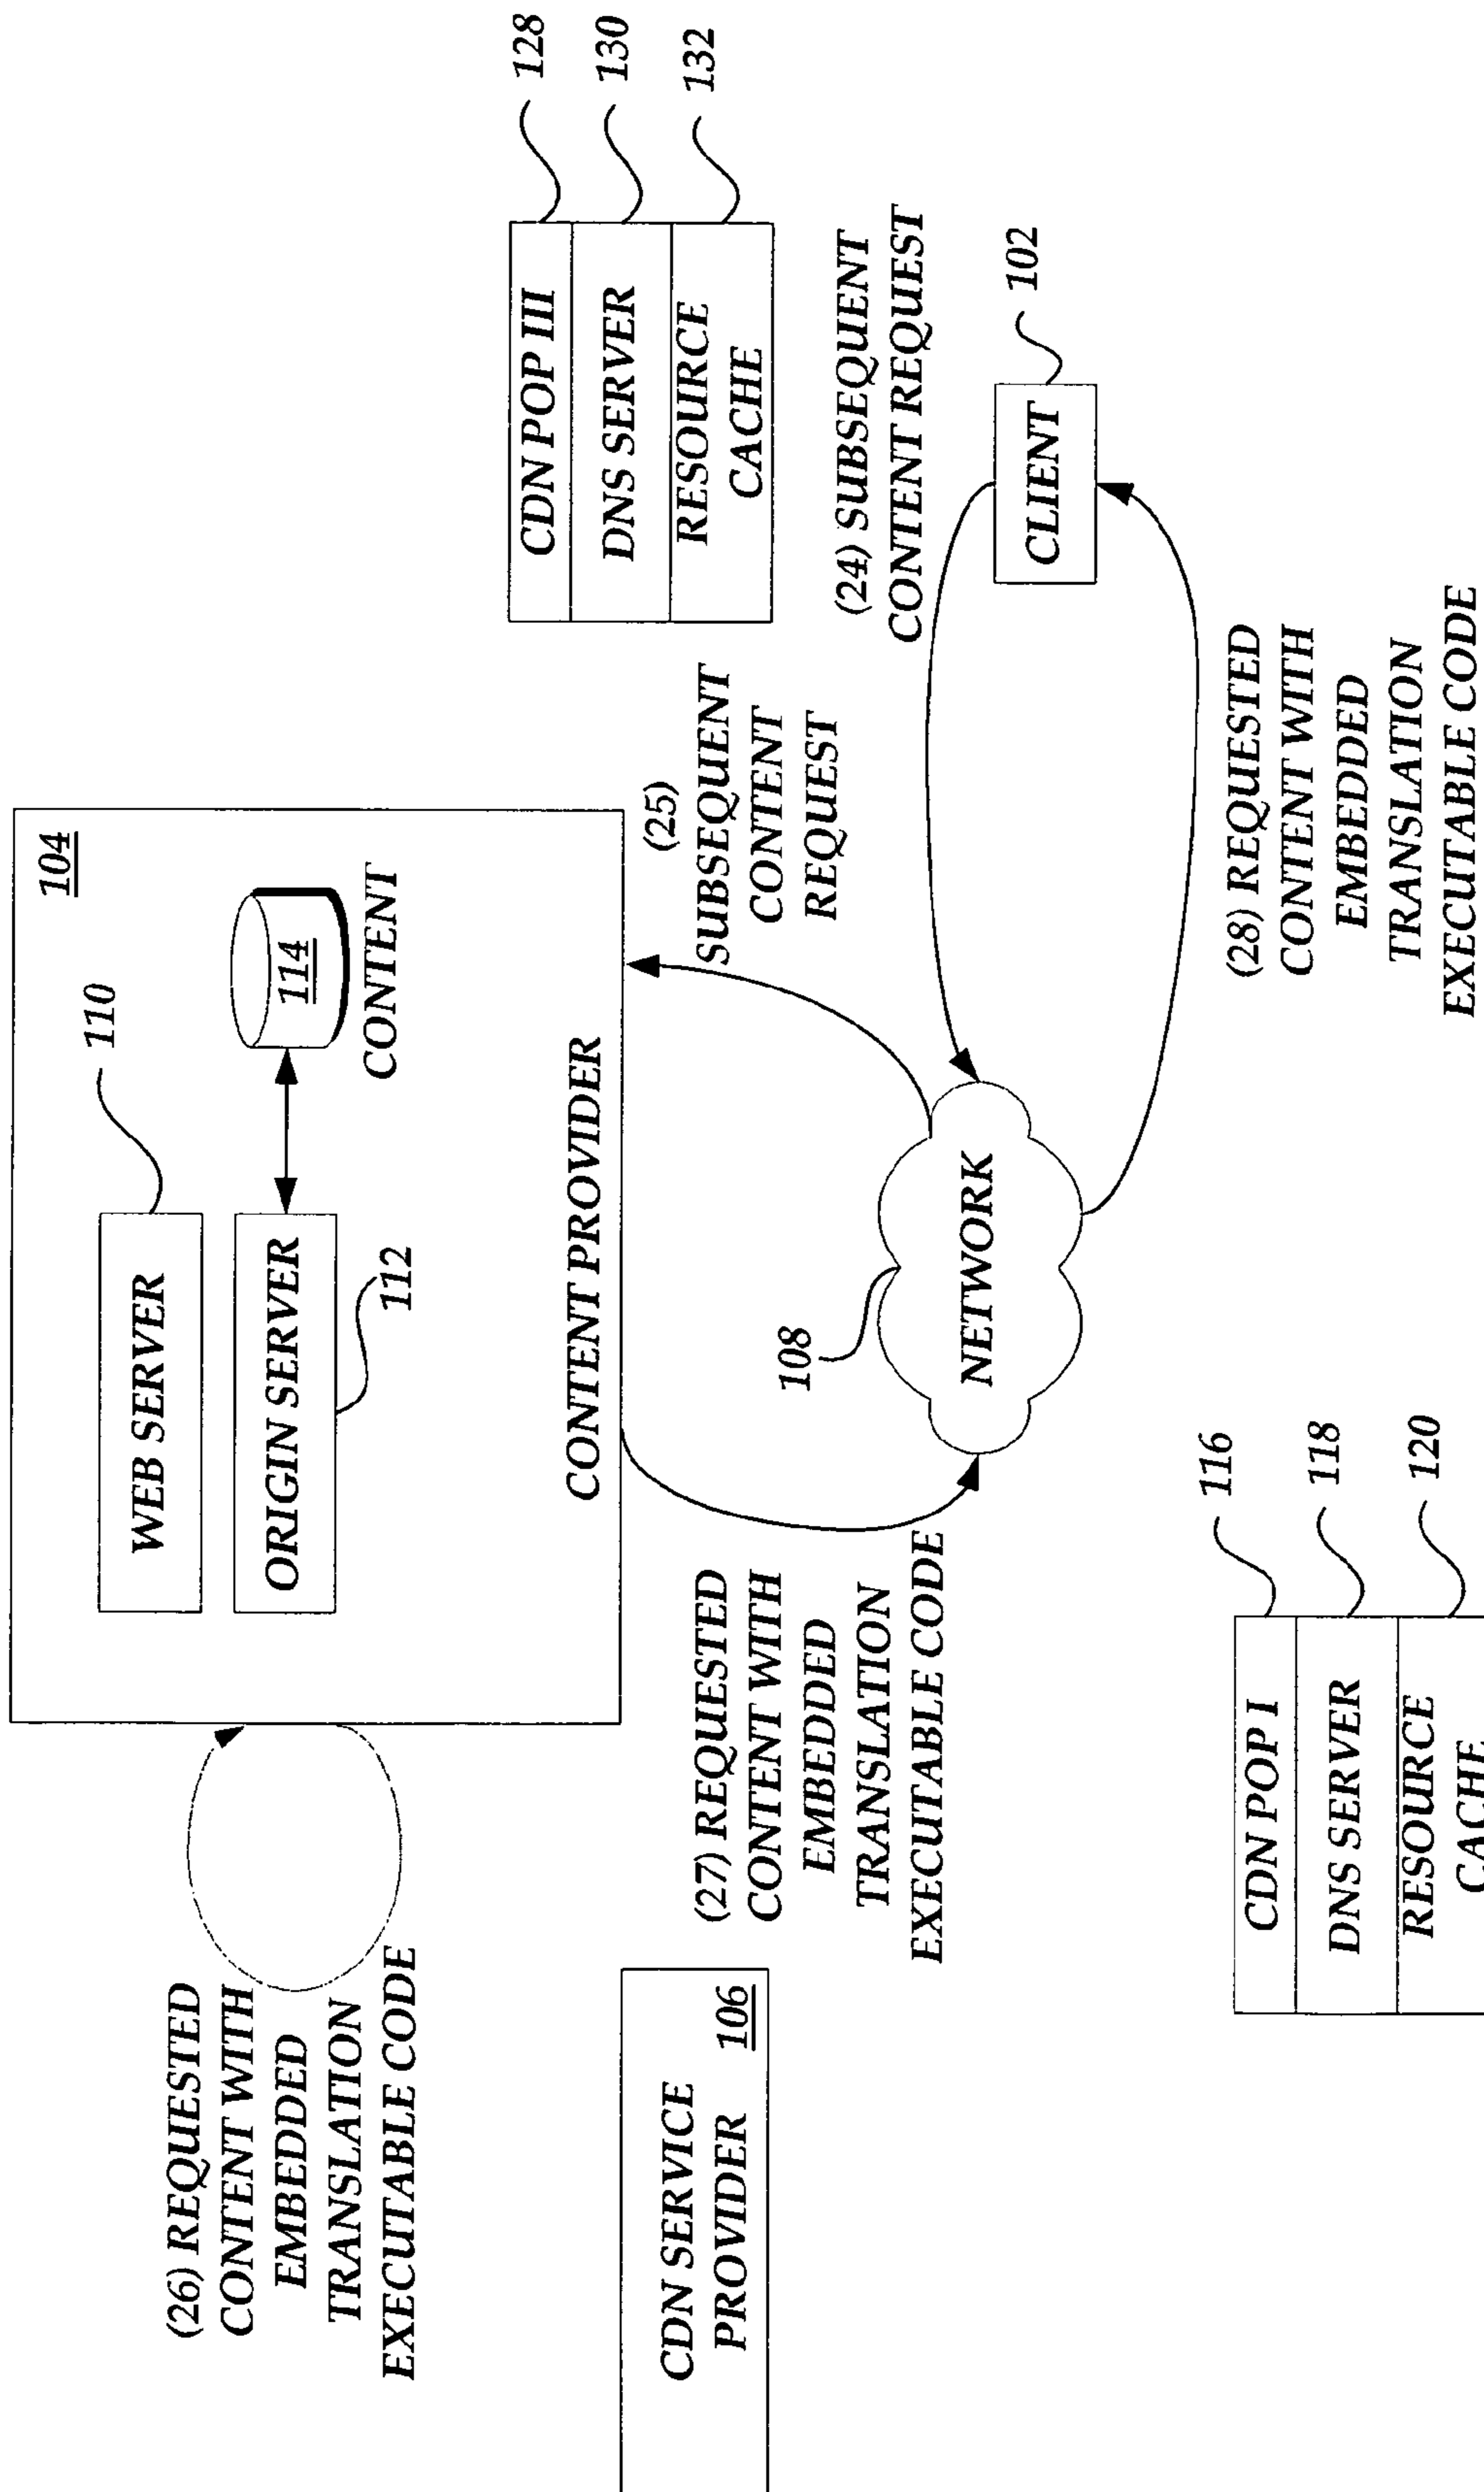 (26) REQUESTED
CONTENT WITH
EMBEDDED
TRANSLATION
EXECUTABLE CODE
104
WEB SERVER
110
ORIGIN SERVER
112
114
CONTENT
CONTENT PROVIDER
CDN SERVICE
PROVIDER
106
(27) REQUESTED
CONTENT WITH
EMBEDDED
TRANSLATION
EXECUTABLE CODE
(25)
SUBSEQUENT
CONTENT
REQUEST
CDN POP III
128
DNS SERVER
130
RESOURCE
CACHE
132
108
NETWORK
(24) SUBSEQUENT
CONTENT REQUEST
CLIENT
102
CDN POP I
116
DNS SERVER
118
RESOURCE
CACHE
120
(28) REQUESTED
CONTENT WITH
EMBEDDED
TRANSLATION
EXECUTABLE CODE